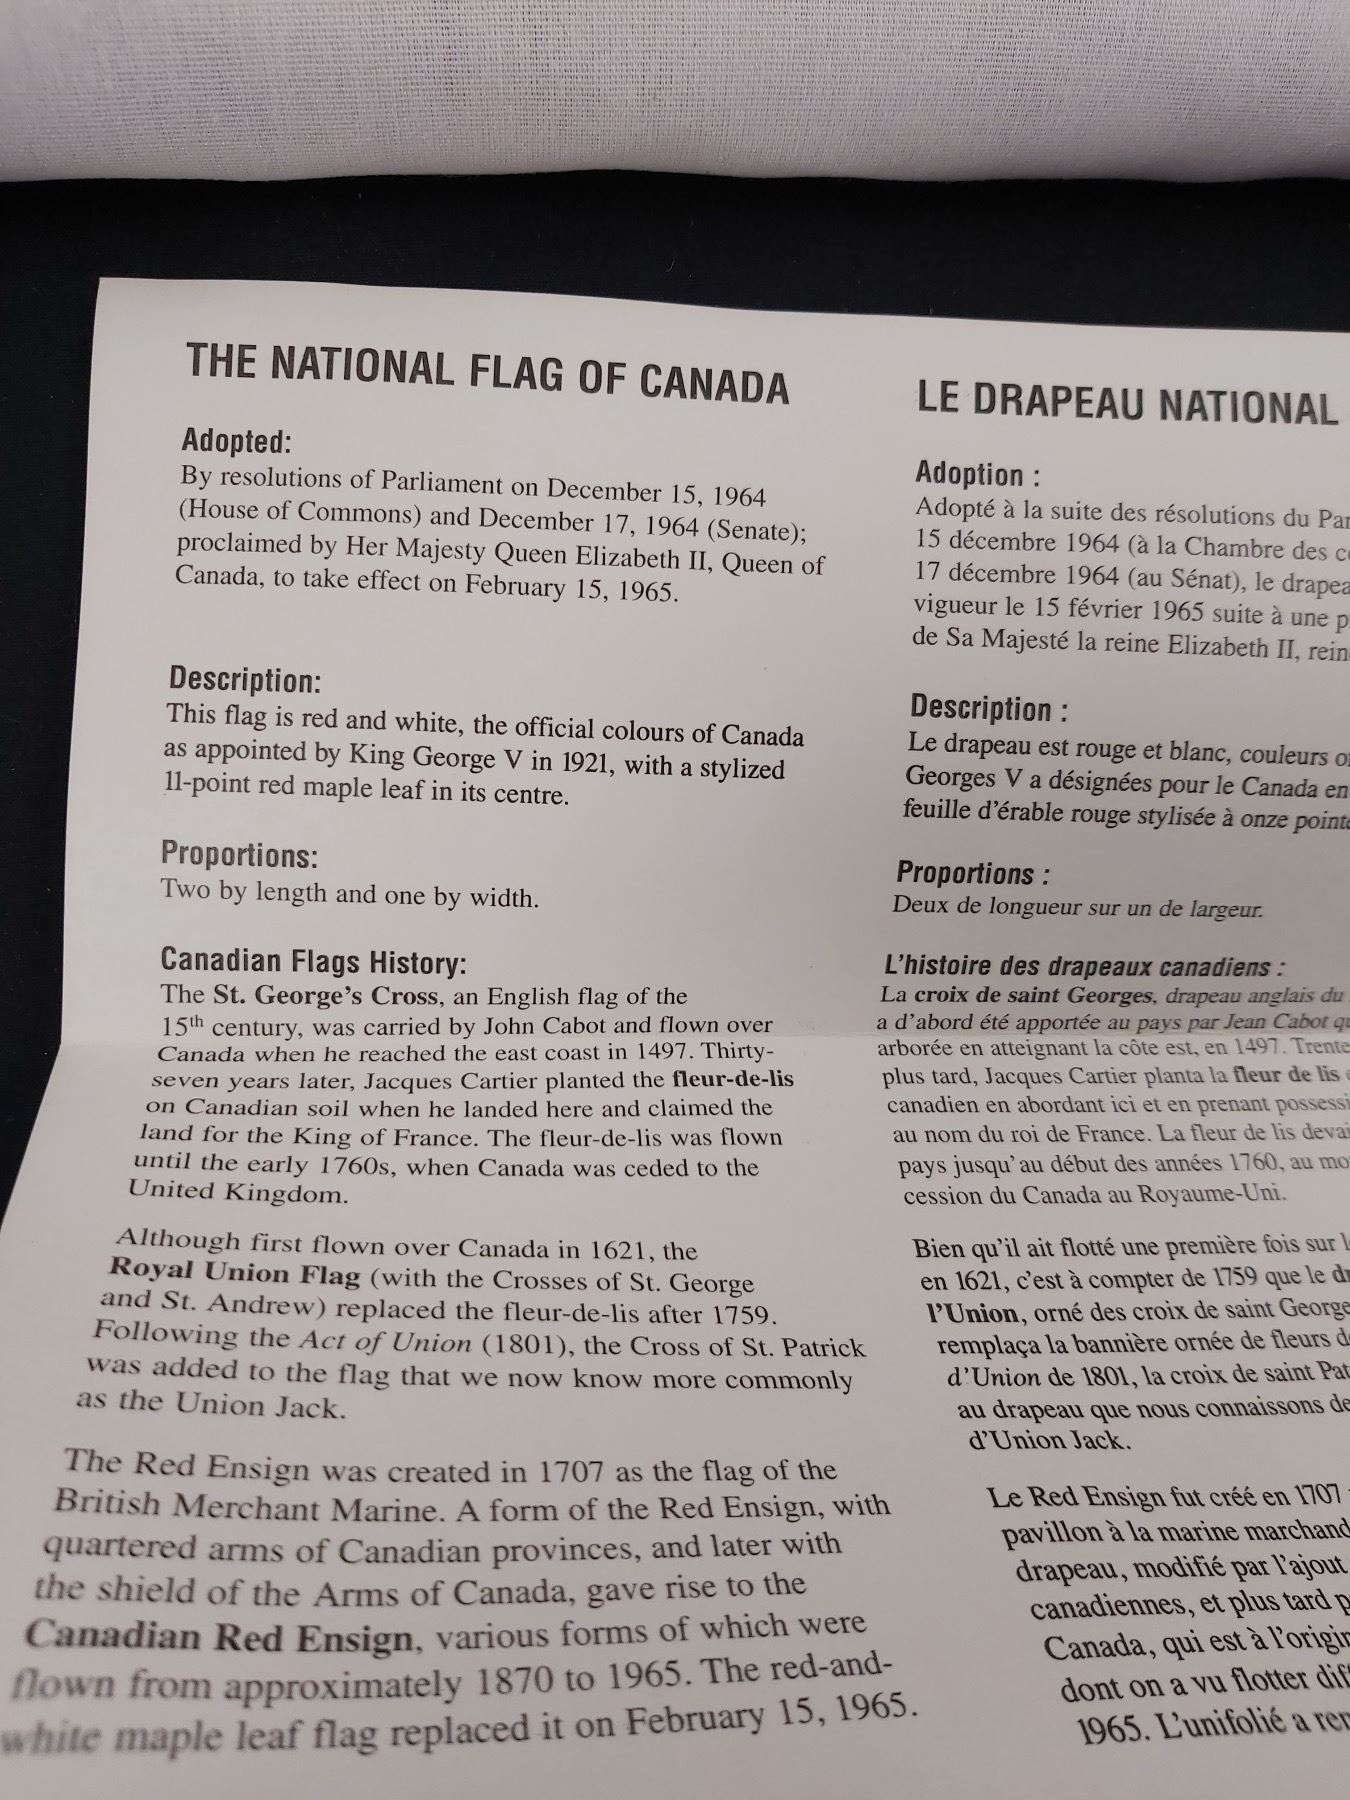 THE NATIONAL FLAG OF CANADA
Adopted:
By resolutions of Parliament on December 15, 1964
(House of Commons) and December 17, 1964 (Senate);
proclaimed by Her Majesty Queen Elizabeth II, Queen of
Canada, to take effect on February 15, 1965.
Description:
This flag is red and white, the official colours of Canada
as appointed by King George V in 1921, with a stylized
11-point red maple leaf in its centre.
Proportions:
Two by length and one by width.
Canadian Flags History:
The St. George's Cross, an English flag of the
15th century, was carried by John Cabot and flown over
Canada when he reached the east coast in 1497. Thirty-
seven years later, Jacques Cartier planted the fleur-de-lis
on Canadian soil when he landed here and claimed the
land for the King of France. The fleur-de-lis was flown
until the early 1760s, when Canada was ceded to the
United Kingdom.
Although first flown over Canada in 1621, the
Royal Union Flag (with the Crosses of St. George
and St. Andrew) replaced the fleur-de-lis after 1759.
Following the Act of Union (1801), the Cross of St. Patrick
was added to the flag that we now know more commonly
as the Union Jack.
The Red Ensign was created in 1707 as the flag of the
British Merchant Marine. A form of the Red Ensign, with
quartered arms of Canadian provinces, and later with
the shield of the Arms of Canada, gave rise to the
Canadian Red Ensign, various forms of which were
flown from approximately 1870 to 1965. The red-and-
white maple leaf flag replaced it on February 15, 1965.
LE DRAPEAU NATIONAL
Adoption :
Adopté à la suite des résolutions du
15 décembre 1964 (à la Chambre des
17 décembre 1964 (au Sénat), le
vigueur le 15 février 1965 suite à une
de Sa Majesté la reine Elizabeth II,
Description :
Le drapeau est rouge et blanc, couleurs
Georges V a désignées pour le Canada en
feuille d'érable rouge stylisée à onze
Proportions :
Deux de longueur sur un de largeur.
L'histoire des drapeaux canadiens :
La croix de saint Georges, drapeau anglais du
a d'abord été apportée au pays par Jean Cabot
arborée en atteignant la côte est, en 1497. Trente
plus tard, Jacques Cartier planta la fleur de lis
canadien en abordant ici et en prenant
au nom du roi de France. La fleur de lis
pays jusqu'au début des années 1760, au
cession du Canada au Royaume-Uni.
Bien qu'il ait flotté une première fois sur
en 1621, c'est à compter de 1759 que le
l'Union, orné des croix de saint George
remplaça la bannière ornée de fleurs
d'Union de 1801, la croix de saint
au drapeau que nous connaissons
d'Union Jack.
Le Red Ensign fut créé en 1707
pavillon à la marine
drapeau, modifié par l'ajout
canadiennes, et plus tard
Canada, qui est à
dont on a vu flotter
1965. L'unifolié a